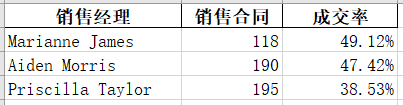 销售经理 销售合同 成交率
Marianne James 118 49.12%
Aiden Morris 190 47.42%
Priscilla Taylor 195 38.53%